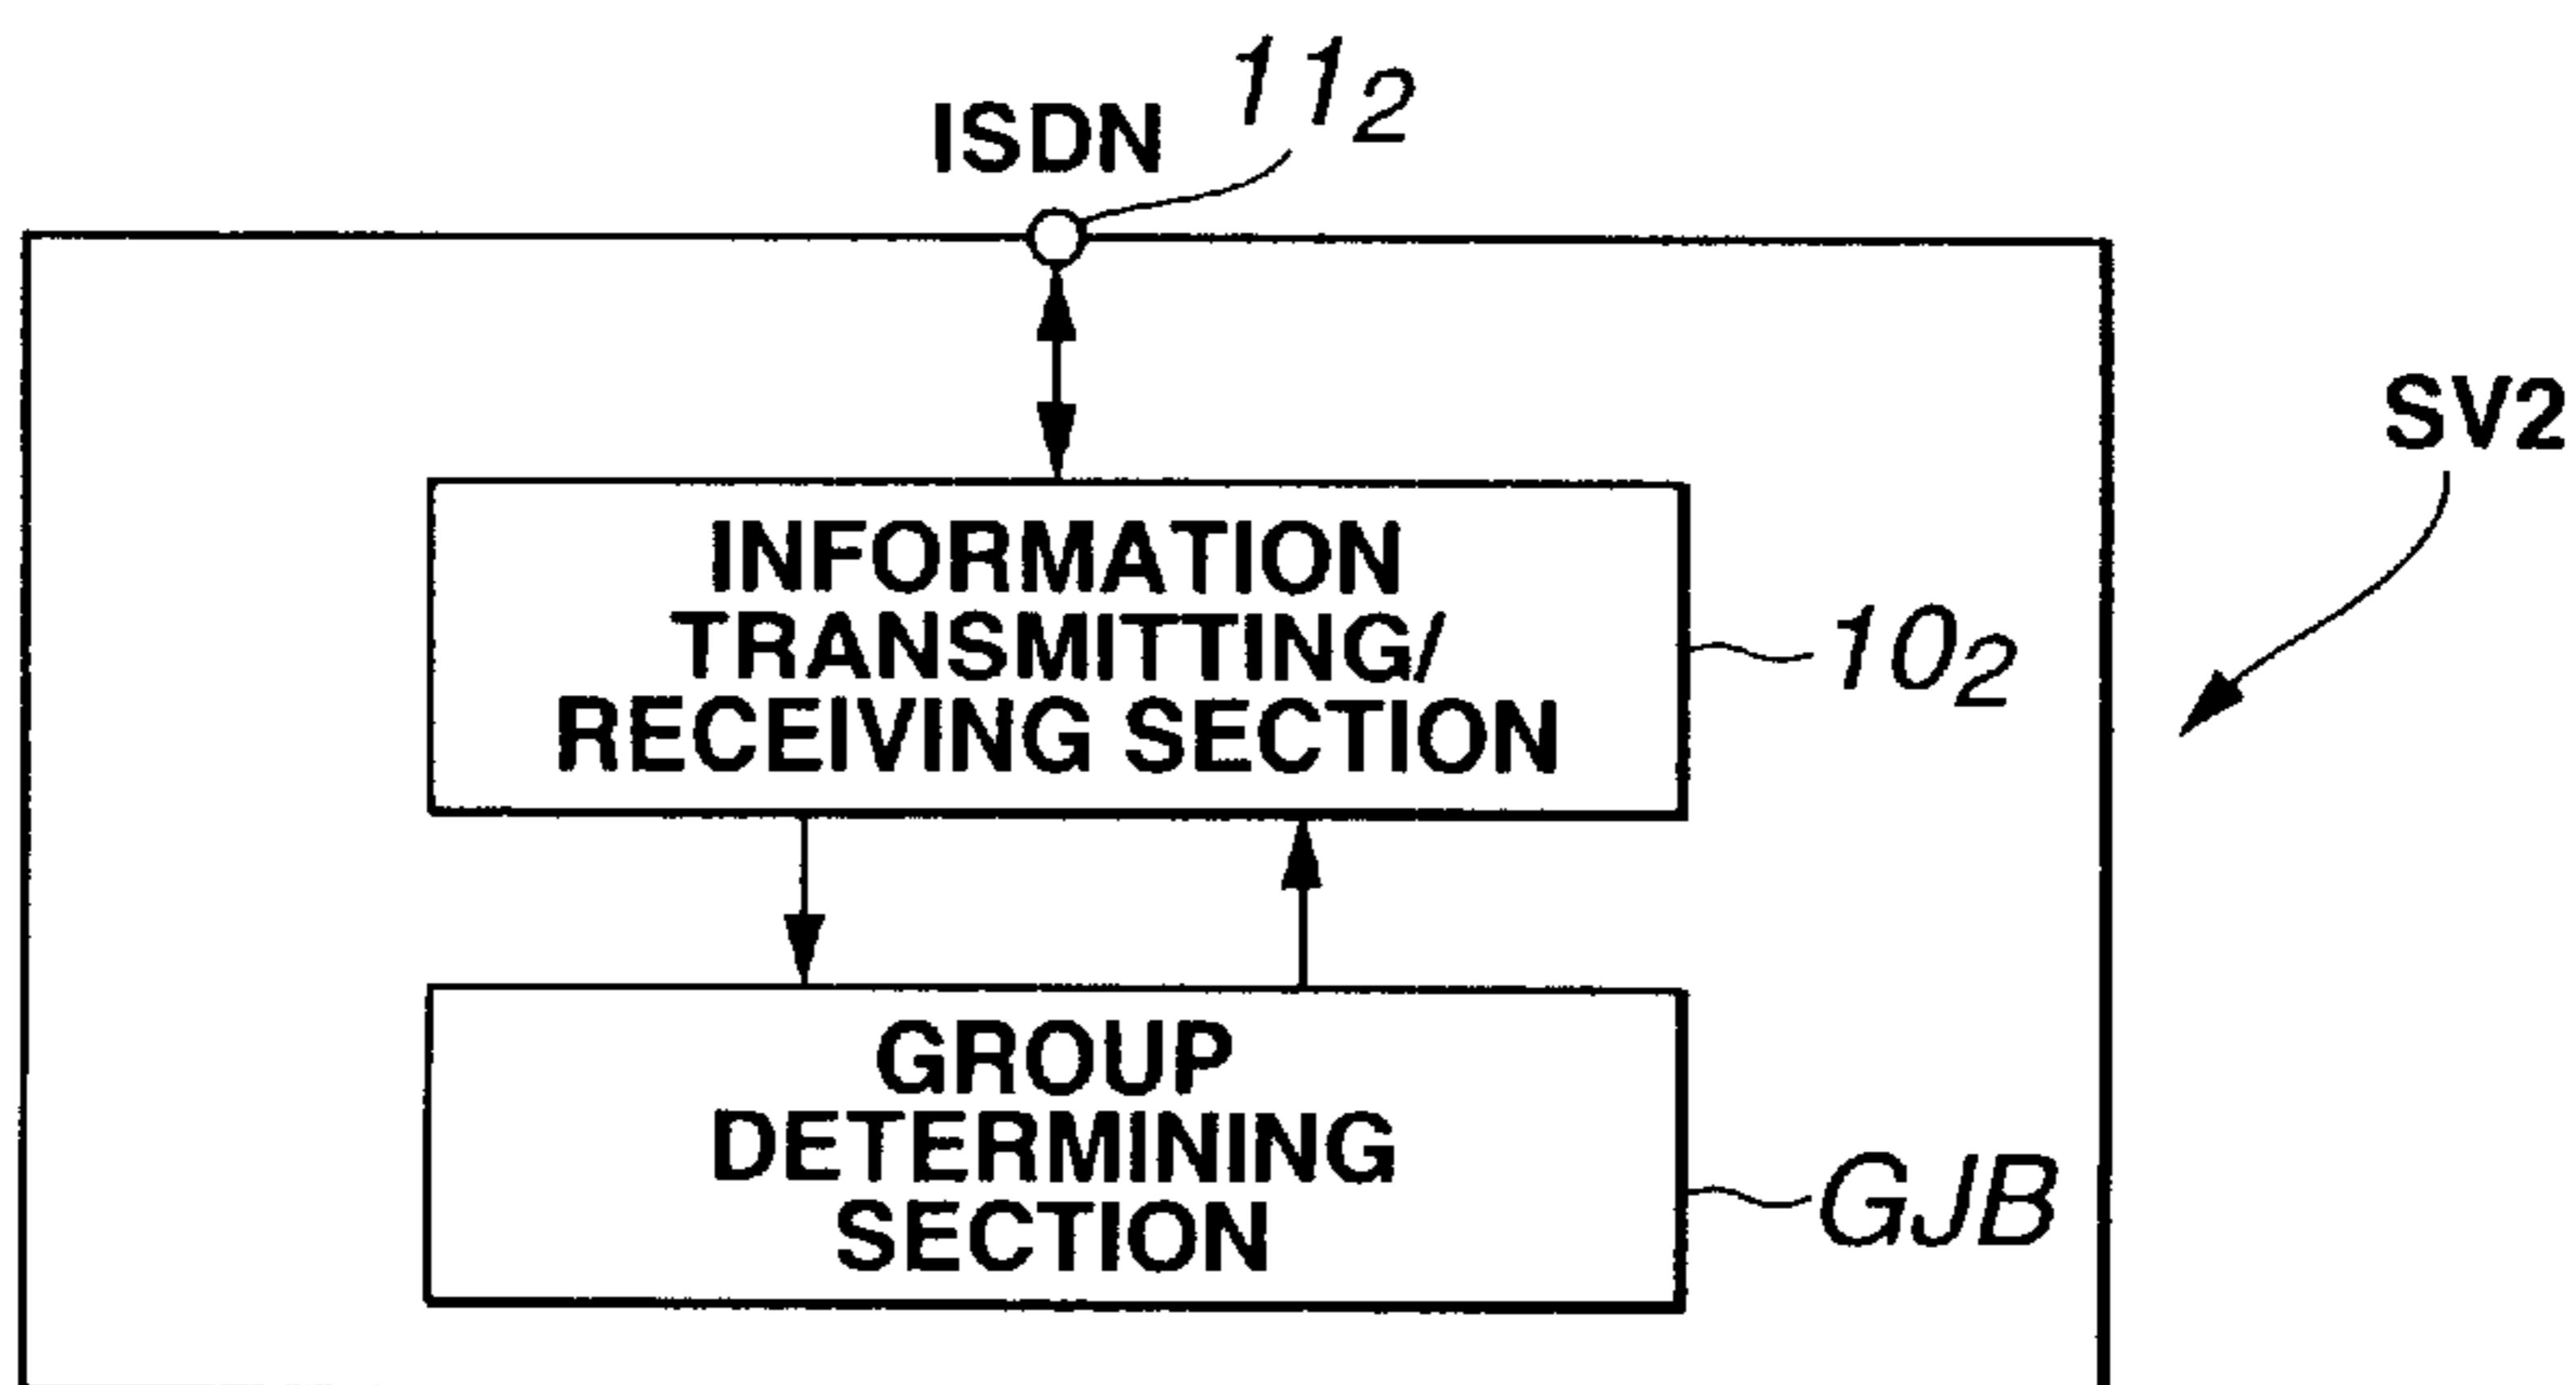 ISDN
11₂
SV2
INFORMATION
TRANSMITTING/
RECEIVING SECTION
10₂
GROUP
DETERMINING
SECTION
GJB